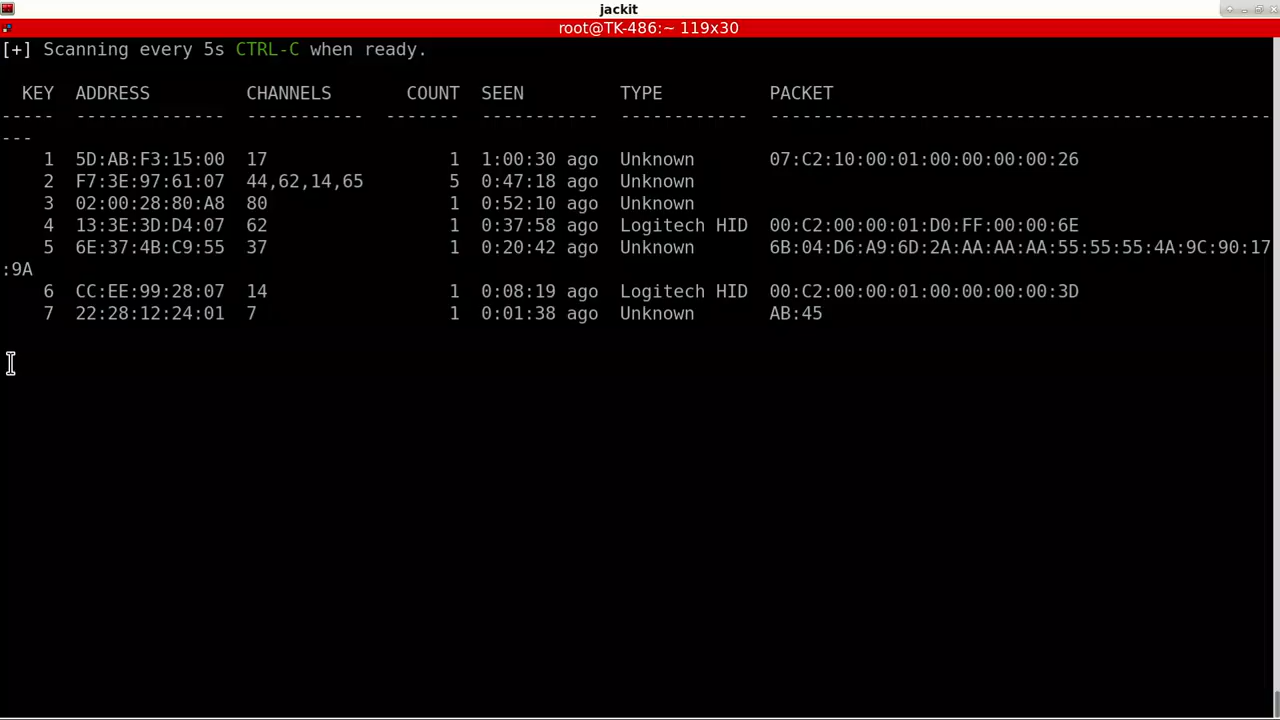 jackit
root@TK-486:~ 119x30
[+] Scanning every 5s CTRL-C when ready.
KEY  ADDRESS         CHANNELS       COUNT  SEEN         TYPE          PACKET
-----  --------------  -----------  -------  -----------  ------------  -----------------------------------------------
---
1  5D:AB:F3:15:00  17                 1  1:00:30 ago  Unknown       07:C2:10:00:01:00:00:00:00:26
2  F7:3E:97:61:07  44,62,14,65        5  0:47:18 ago  Unknown
3  02:00:28:80:A8  80                 1  0:52:10 ago  Unknown
4  13:3E:3D:D4:07  62                 1  0:37:58 ago  Logitech HID  00:C2:00:00:01:D0:FF:00:00:6E
5  6E:37:4B:C9:55  37                 1  0:20:42 ago  Unknown       6B:04:D6:A9:6D:2A:AA:AA:AA:55:55:55:4A:9C:90:17
:9A
6  CC:EE:99:28:07  14                 1  0:08:19 ago  Logitech HID  00:C2:00:00:01:00:00:00:00:3D
7  22:28:12:24:01  7                  1  0:01:38 ago  Unknown       AB:45